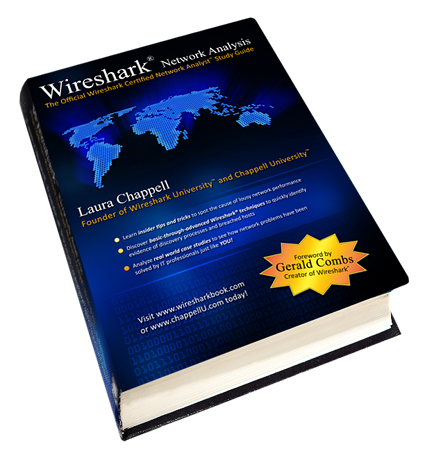 Wireshark® Network Analysis
The Official Wireshark Certified Network Analyst™ Study Guide
Laura Chappell
Founder of Wireshark University™ and Chappell University™
Learn insider tips and tricks to spot the cause of lousy network performance
Discover basic-through-advanced Wireshark® techniques to quickly identify
evidence of discovery processes and breached hosts
Analyze real world case studies to see how network problems have been
solved by IT professionals just like YOU!
Foreword by
Gerald Combs
Creator of Wireshark®
Visit www.wiresharkbook.com
or www.chappellU.com today!